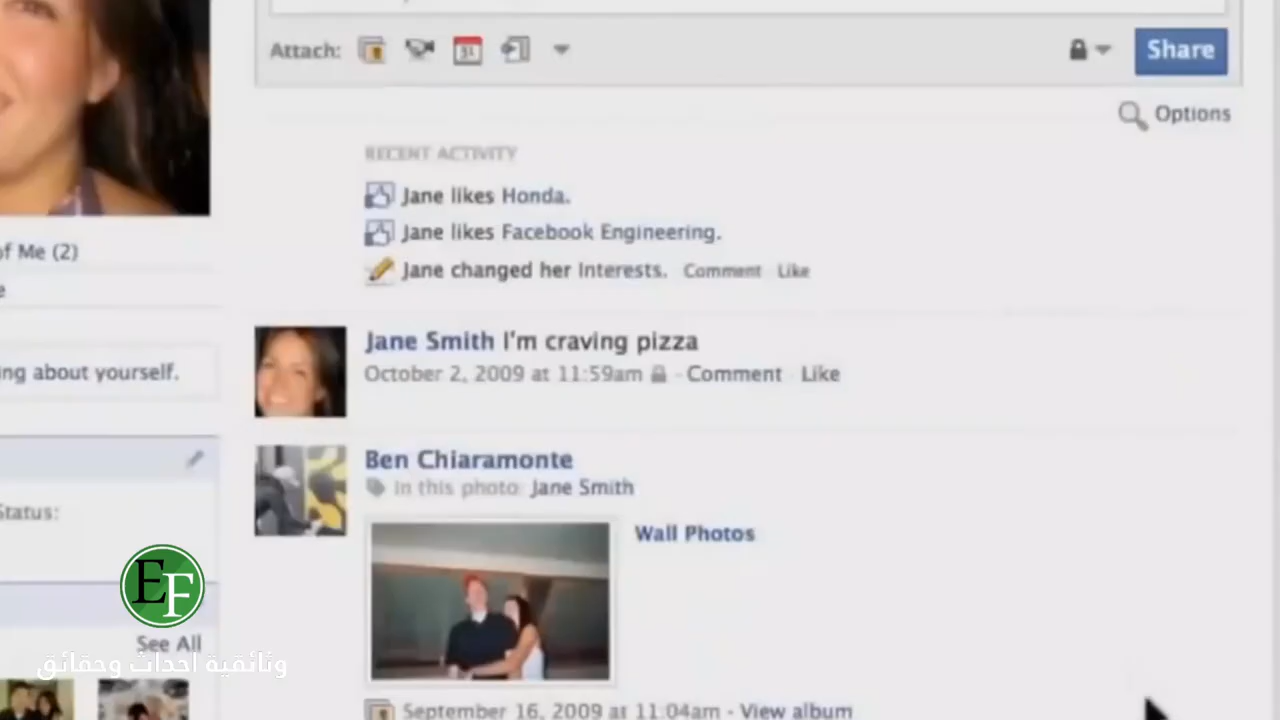 Attach:
31
Share
Options
RECENT ACTIVITY
Jane likes Honda.
Jane likes Facebook Engineering.
Jane changed her Interests. Comment · Like
of Me (2)
Jane Smith I'm craving pizza
October 2, 2009 at 11:59am · Comment · Like
ing about yourself.
Ben Chiaramonte
In this photo: Jane Smith
Status:
Wall Photos
EF
See All
وثائقية احداث وحقائق
September 16, 2009 at 11:04am · View album